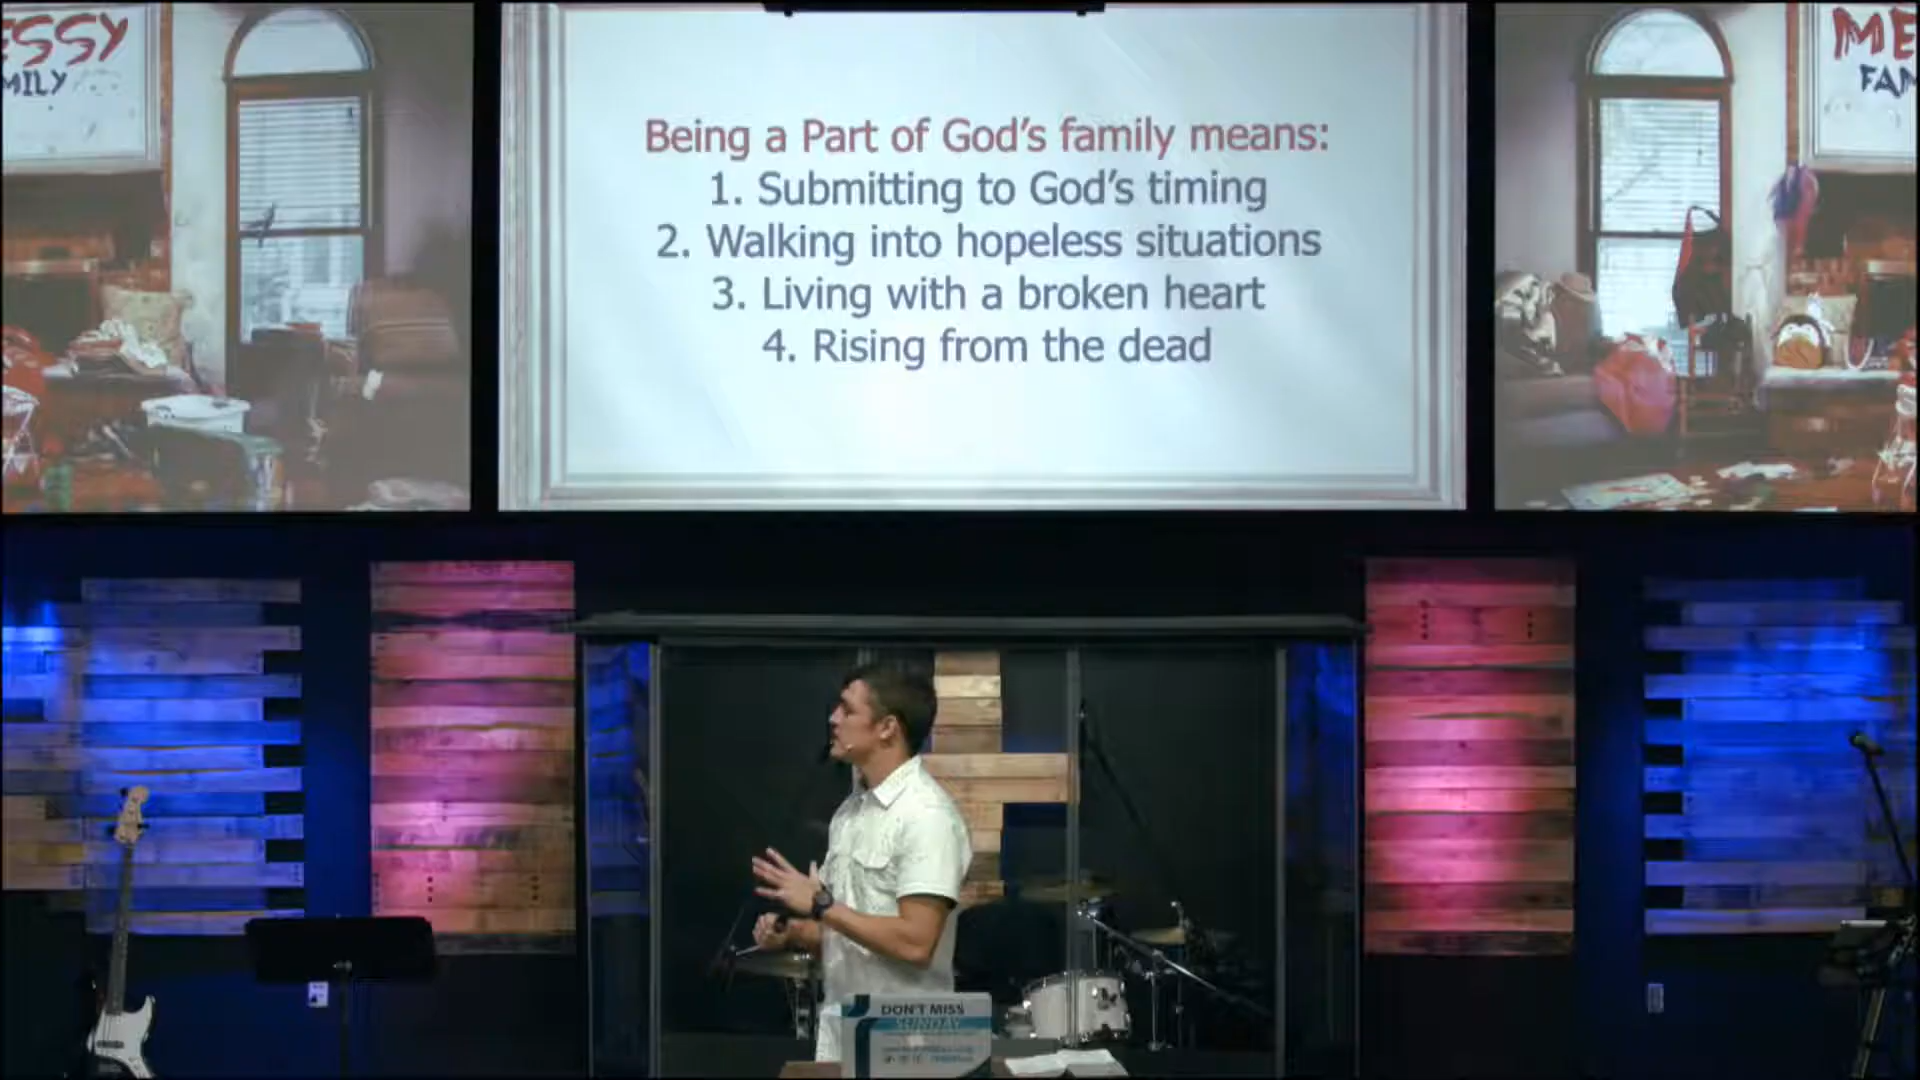 ESSY
MILY
Being a Part of God's family means:
1. Submitting to God's timing
2. Walking into hopeless situations
3. Living with a broken heart
4. Rising from the dead
ME
FAM
DON'T MISS
SUNDAY